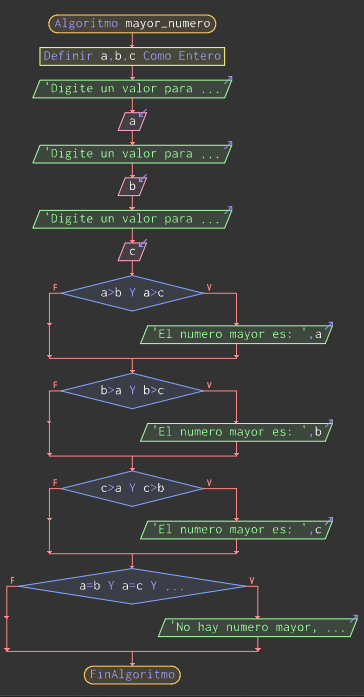 Algoritmo mayor_numero
Definir a,b,c Como Entero
'Digite un valor para ...
a
'Digite un valor para ...
b
'Digite un valor para ...
c
F a>b Y a>c V
'El numero mayor es: ',a
F b>a Y b>c V
'El numero mayor es: ',b
F c>a Y c>b V
'El numero mayor es: ',c
F a=b Y a=c Y ... V
'No hay numero mayor, ...
FinAlgoritmo